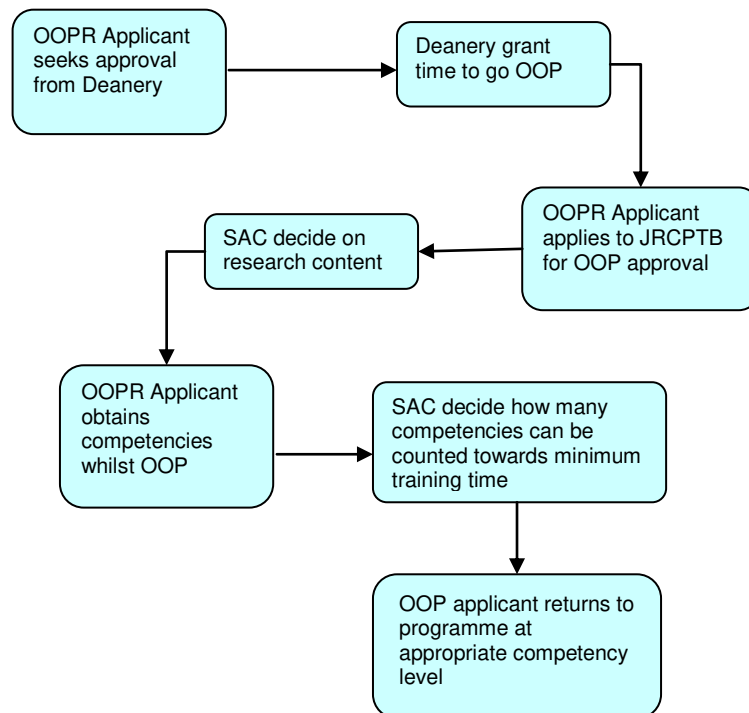 OOPR Applicant
seeks approval
from Deanery
Deanery grant
time to go OOP
OOPR Applicant
applies to JRCPTB
for OOP approval
SAC decide on
research content
OOPR Applicant
obtains
competencies
whilst OOP
SAC decide how many
competencies can be
counted towards minimum
training time
OOP applicant returns to
programme at
appropriate competency
level